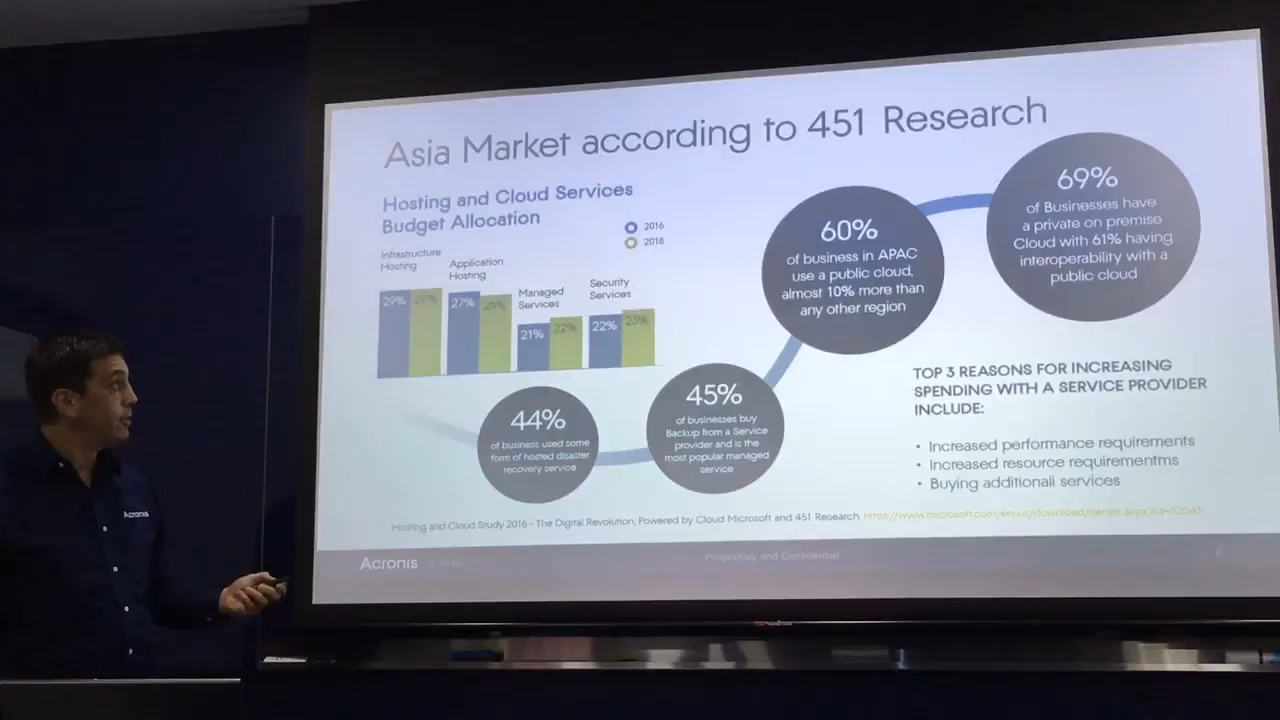 Asia Market according to 451 Research
Hosting and Cloud Services
Budget Allocation
2016
2018
Infrastructure
Hosting
Application
Hosting
Managed
Services
Security
Services
29%
27%
25%
21%
22%
22%
23%
44%
of business used some
form of hosted disaster
recovery service
45%
of businesses buy
Backup from a Service
provider and is the
most popular managed
service
60%
of business in APAC
use a public cloud,
almost 10% more than
any other region
69%
of Businesses have
a private on premise
Cloud with 61% having
interoperability with a
public cloud
TOP 3 REASONS FOR INCREASING
SPENDING WITH A SERVICE PROVIDER
INCLUDE:
• Increased performance requirements
• Increased resource requirementms
• Buying additionali services
Hosting and Cloud Study 2016 - The Digital Revolution, Powered by Cloud Microsoft and 451 Research.
Acronis
Proprietary and Confidential
Acronis